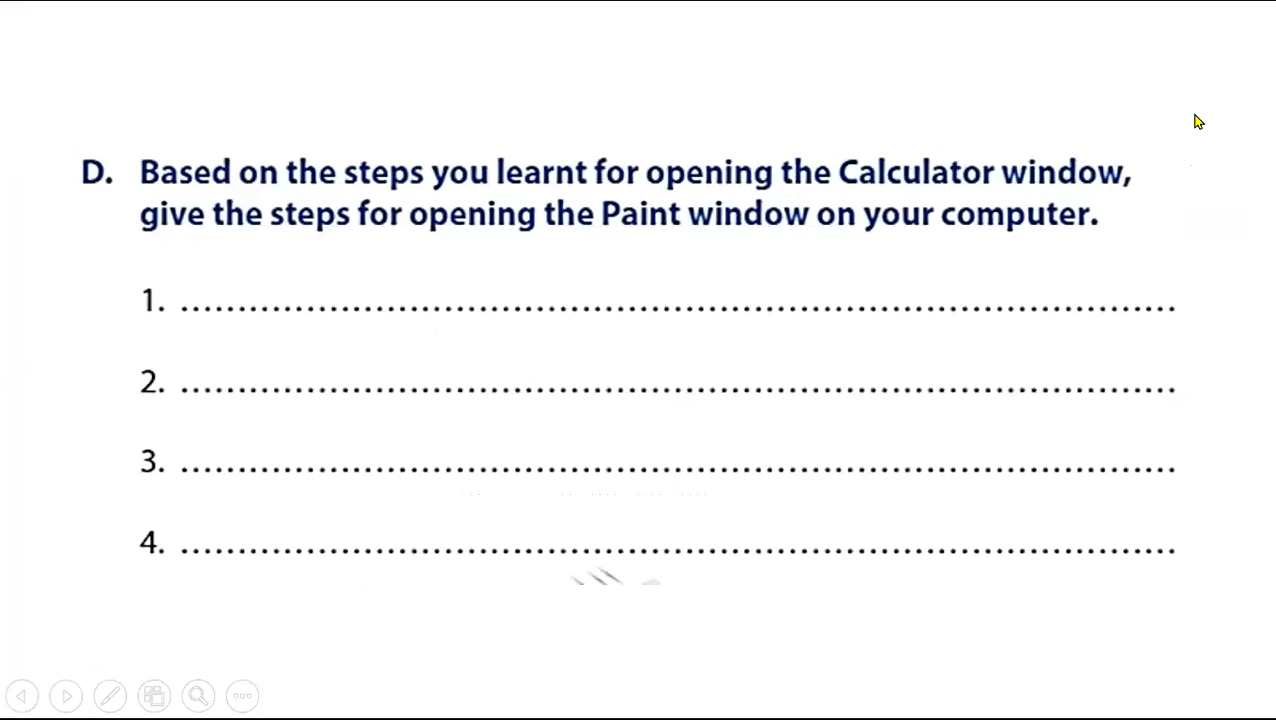 D. Based on the steps you learnt for opening the Calculator window,
give the steps for opening the Paint window on your computer.
1. ........................................................................................
2. ........................................................................................
3. ........................................................................................
4. ........................................................................................